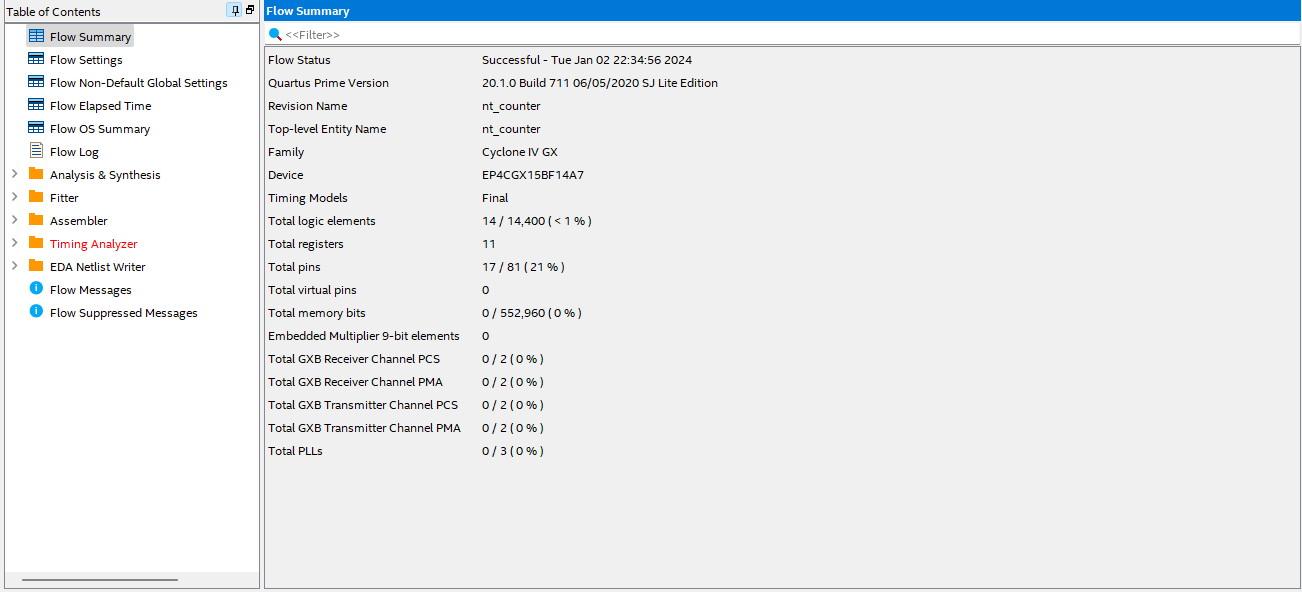 Table of Contents
Flow Summary
Flow Settings
Flow Non-Default Global Settings
Flow Elapsed Time
Flow OS Summary
Flow Log
Analysis & Synthesis
Fitter
Assembler
Timing Analyzer
EDA Netlist Writer
Flow Messages
Flow Suppressed Messages
Flow Summary
<<Filter>>
Flow Status Successful - Tue Jan 02 22:34:56 2024
Quartus Prime Version 20.1.0 Build 711 06/05/2020 SJ Lite Edition
Revision Name nt_counter
Top-level Entity Name nt_counter
Family Cyclone IV GX
Device EP4CGX15BF14A7
Timing Models Final
Total logic elements 14 / 14,400 ( < 1 % )
Total registers 11
Total pins 17 / 81 ( 21 % )
Total virtual pins 0
Total memory bits 0 / 552,960 ( 0 % )
Embedded Multiplier 9-bit elements 0
Total GXB Receiver Channel PCS 0 / 2 ( 0 % )
Total GXB Receiver Channel PMA 0 / 2 ( 0 % )
Total GXB Transmitter Channel PCS 0 / 2 ( 0 % )
Total GXB Transmitter Channel PMA 0 / 2 ( 0 % )
Total PLLs 0 / 3 ( 0 % )